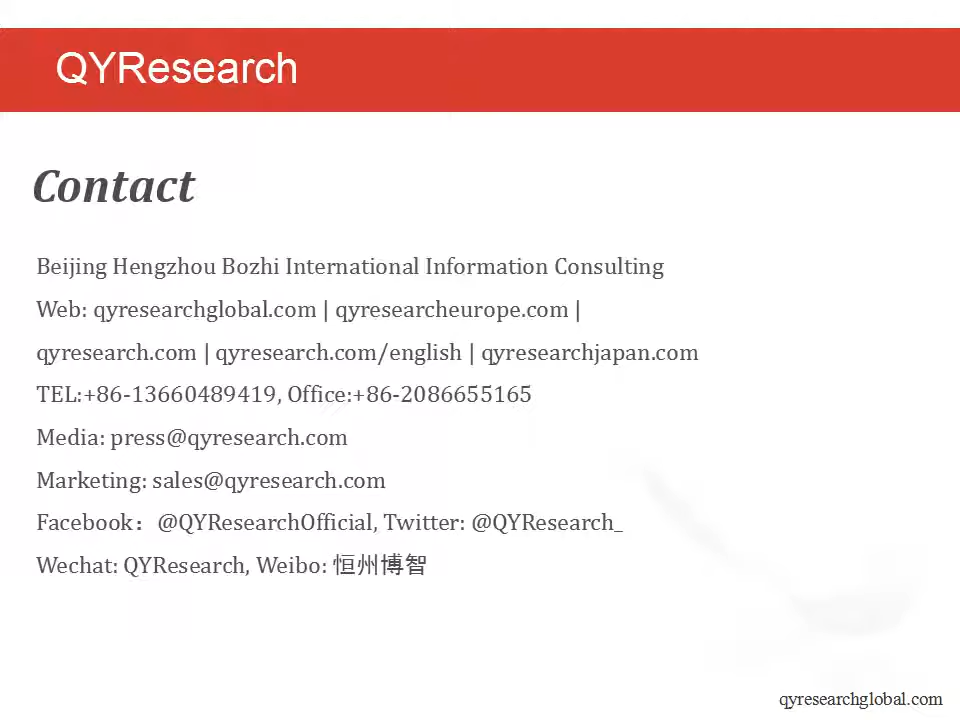 QYResearch
Contact
Beijing Hengzhou Bozhi International Information Consulting
Web: qyresearchglobal.com | qyresearcheurope.com |
qyresearch.com | qyresearch.com/english | qyresearchjapan.com
TEL:+86-13660489419, Office:+86-2086655165
Media: press@qyresearch.com
Marketing: sales@qyresearch.com
Facebook：@QYResearchOfficial, Twitter: @QYResearch_
Wechat: QYResearch, Weibo: 恒州博智
qyresearchglobal.com